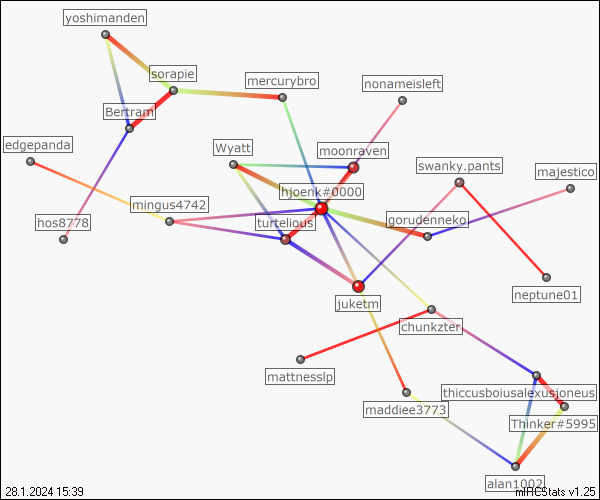 yoshimanden
sorapie
mercurybro
nonameisleft
Bertram
edgepanda
Wyatt
moonraven
swanky.pants
majestico
hjoenk#0000
mingus4742
hos8778
turtelious
gorudenneko
neptune01
juketm
chunkzter
mattnesslp
thiccusboiusalexusjoneus
maddiee3773
Thinker#5995
alan1002
28.1.2024 15:39
mIRCStats v1.25